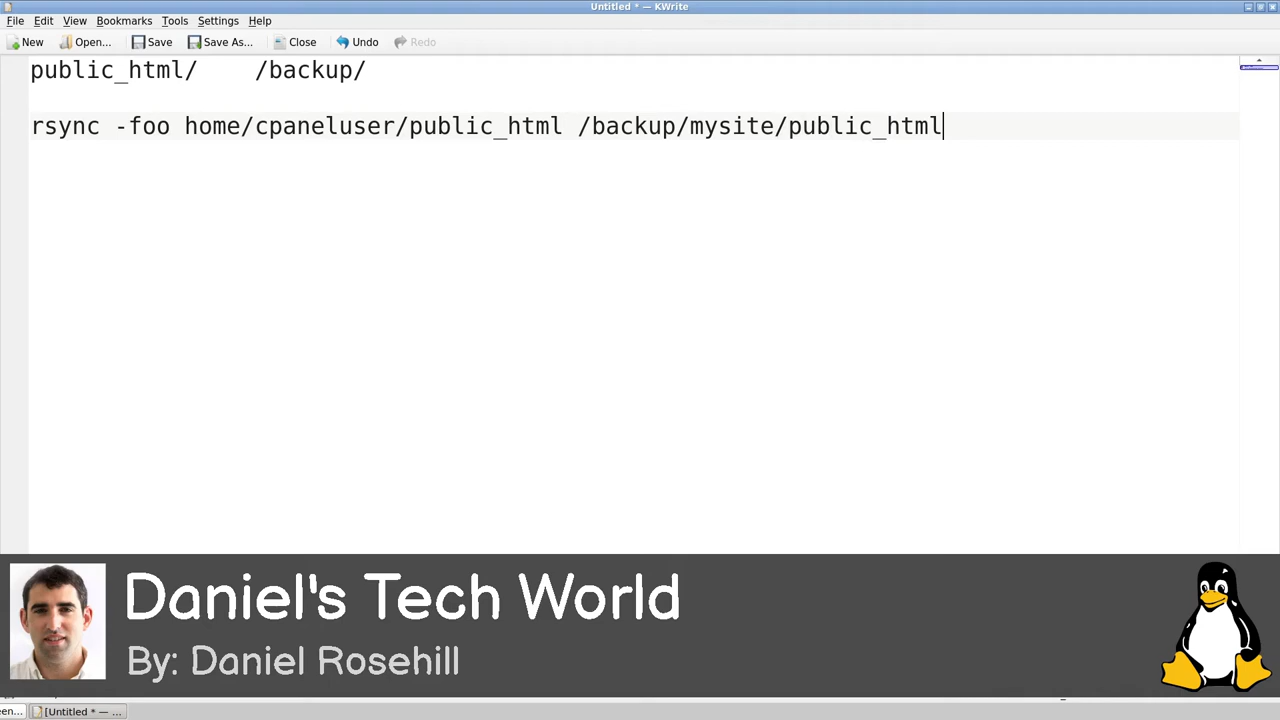 Untitled * — KWrite
File Edit View Bookmarks Tools Settings Help
New Open... Save Save As... Close Undo Redo
public_html/    /backup/
rsync -foo home/cpaneluser/public_html /backup/mysite/public_html
Daniel's Tech World
By: Daniel Rosehill
een... [Untitled * — ...